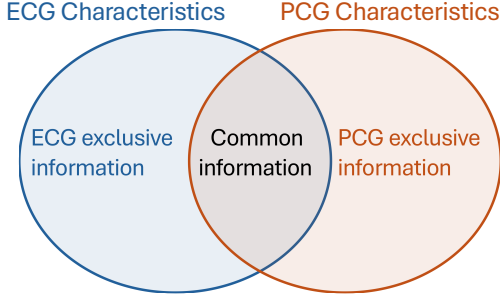 ECG Characteristics
PCG Characteristics
ECG exclusive
information
Common
information
PCG exclusive
information